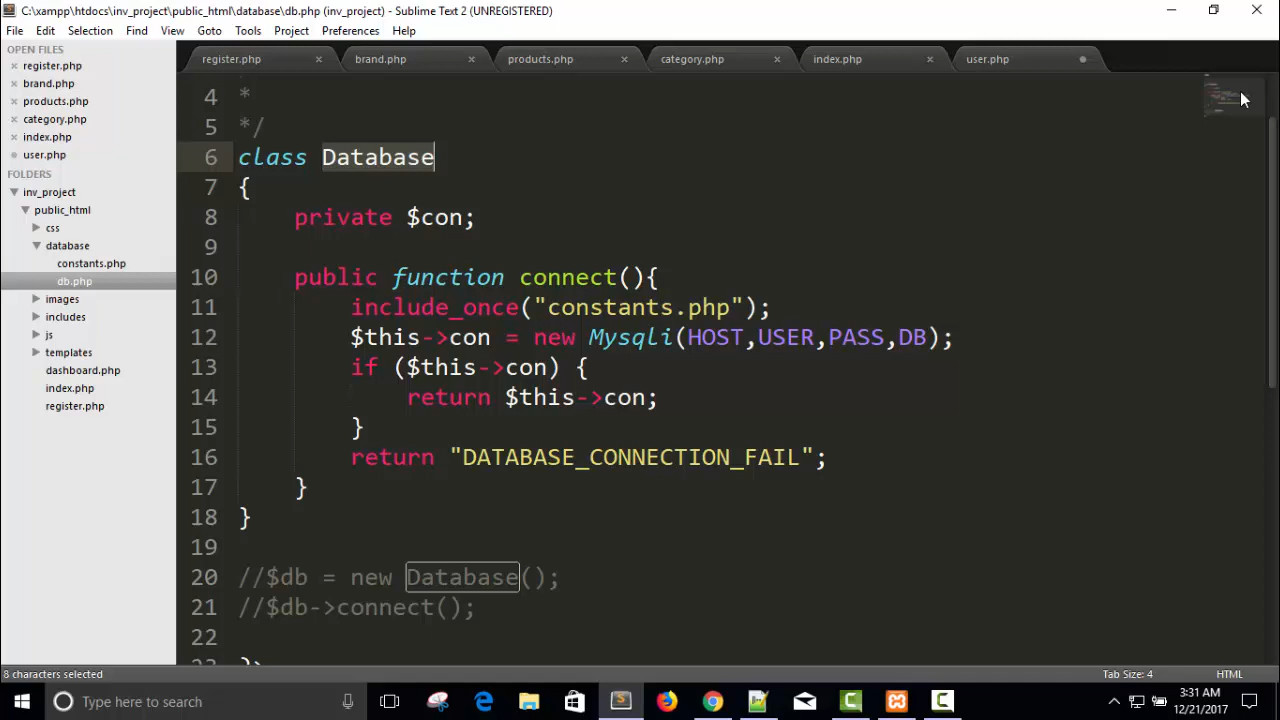 C:\xampp\htdocs\inv_project\public_html\database\db.php (inv_project) - Sublime Text 2 (UNREGISTERED)
File Edit Selection Find View Goto Tools Project Preferences Help
OPEN FILES
register.php
brand.php
products.php
category.php
index.php
user.php
FOLDERS
inv_project
public_html
css
database
constants.php
db.php
images
includes
js
templates
dashboard.php
index.php
register.php
register.php brand.php products.php category.php index.php user.php
4 *
5 */
6 class Database
7 {
8 private $con;
9
10 public function connect(){
11 include_once("constants.php");
12 $this->con = new Mysqli(HOST,USER,PASS,DB);
13 if ($this->con) {
14 return $this->con;
15 }
16 return "DATABASE_CONNECTION_FAIL";
17 }
18 }
19
20 //$db = new Database();
21 //$db->connect();
22
8 characters selected Tab Size: 4 HTML
Type here to search
3:31 AM
12/21/2017